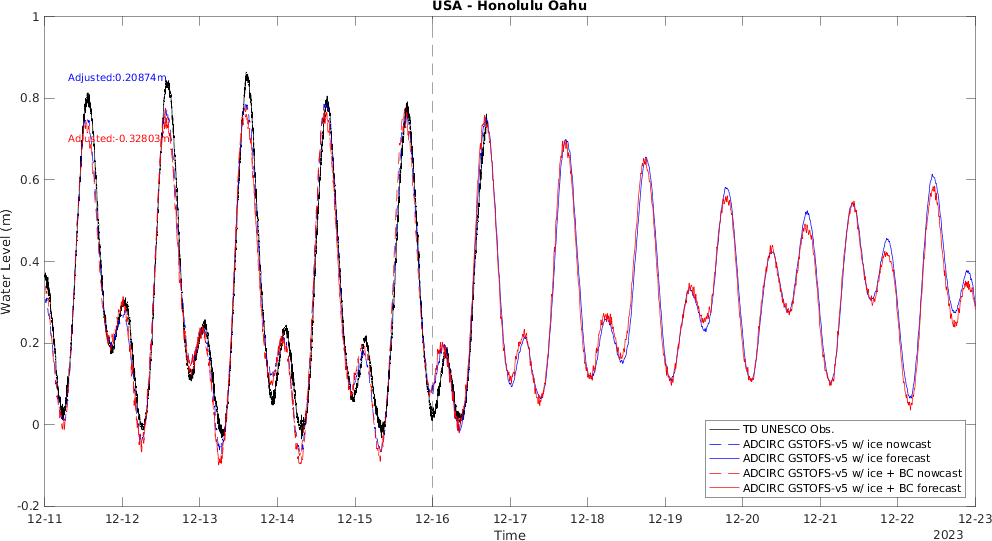 USA - Honolulu Oahu
1
0.8
0.6
0.4
0.2
0
-0.2
Water Level (m)
Adjusted:0.20874m
Adjusted:-0.32803m
TD UNESCO Obs.
ADCIRC GSTOFS-v5 w/ ice nowcast
ADCIRC GSTOFS-v5 w/ ice forecast
ADCIRC GSTOFS-v5 w/ ice + BC nowcast
ADCIRC GSTOFS-v5 w/ ice + BC forecast
12-11 12-12 12-13 12-14 12-15 12-16 12-17 12-18 12-19 12-20 12-21 12-22 12-23
Time
2023